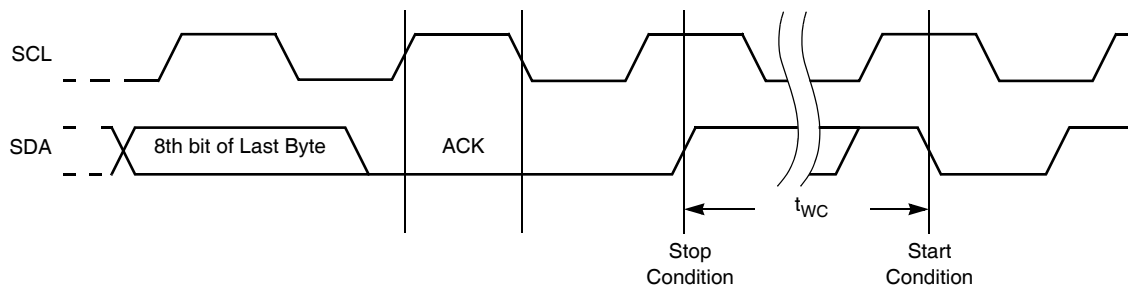 SCL
SDA
8th bit of Last Byte
ACK
tWC
Stop
Condition
Start
Condition